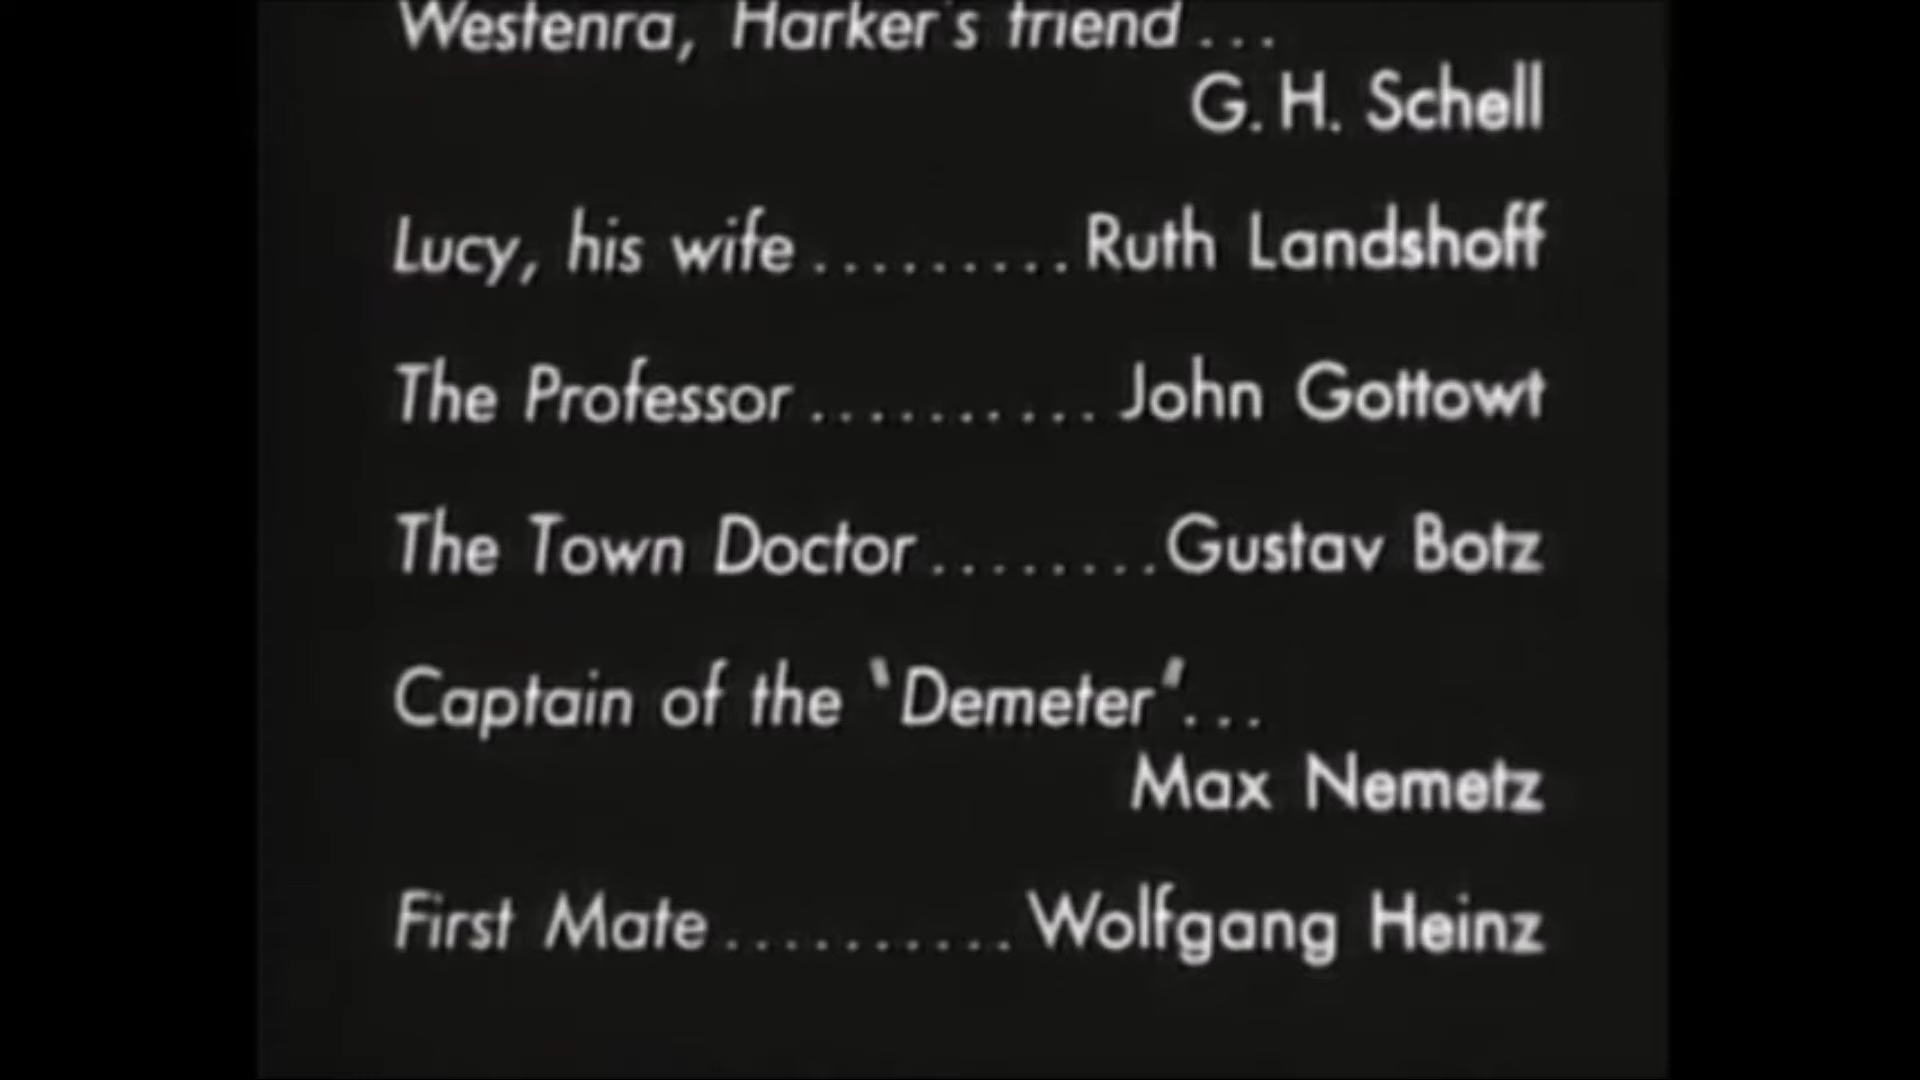 Westenra, Harker's friend...
G. H. Schell
Lucy, his wife.........Ruth Landshoff
The Professor..........John Gottowt
The Town Doctor........Gustav Botz
Captain of the "Demeter"...
Max Nemetz
First Mate..........Wolfgang Heinz